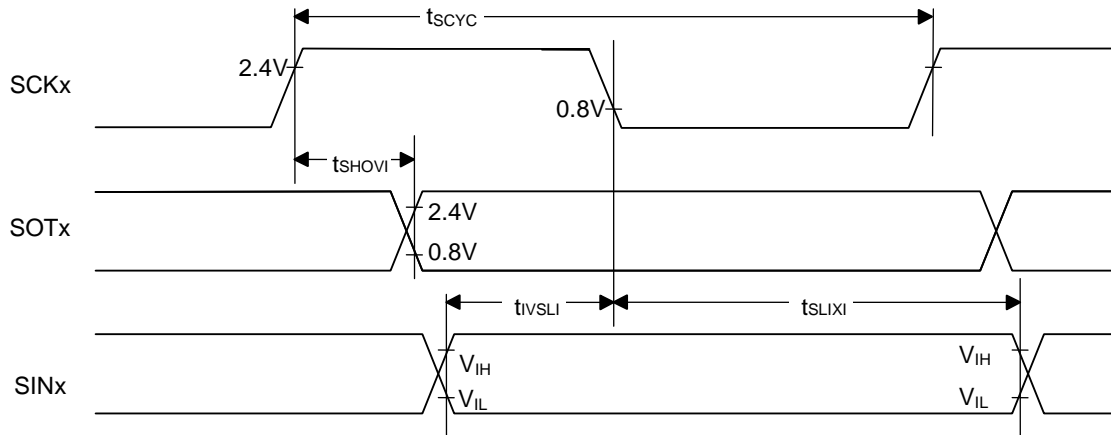 tSCYC
SCKx
2.4V
0.8V
tSHOVI
SOTx
2.4V
0.8V
tIVSLI
tSLIXI
SINx
VIH
VIH
VIL
VIL